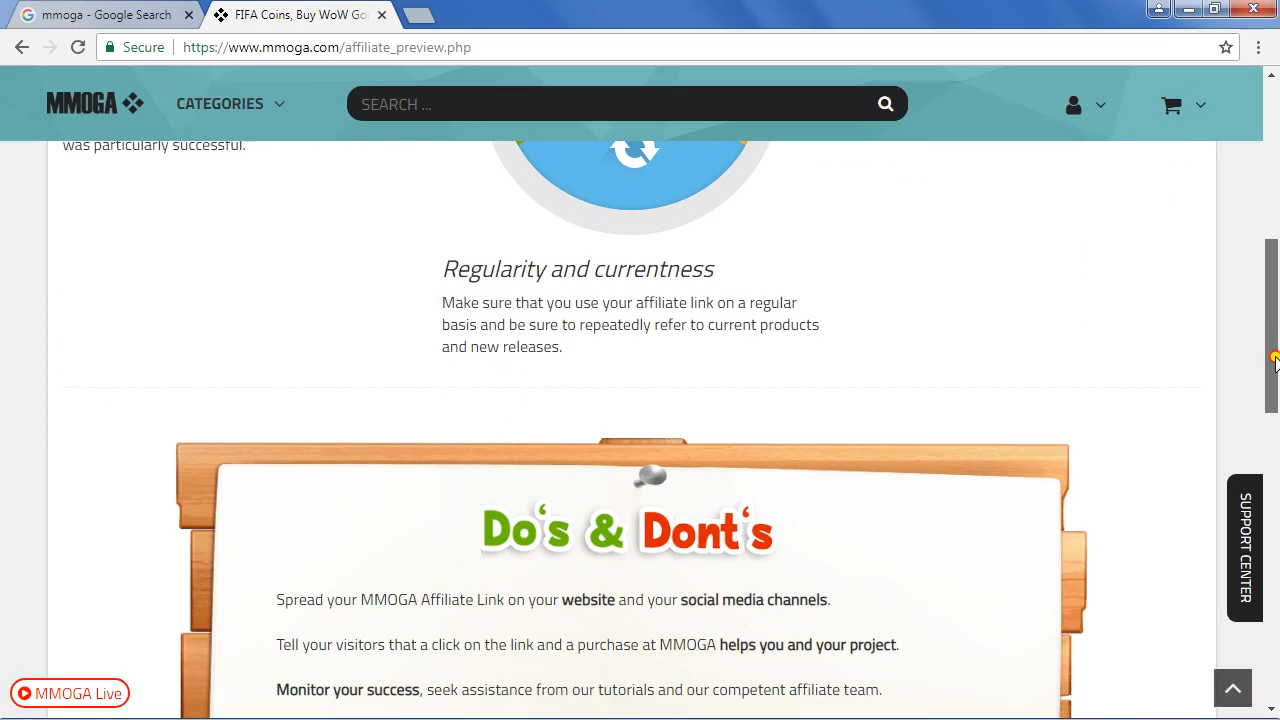 mmoga - Google Search
FIFA Coins, Buy WoW Go
Secure
https://www.mmoga.com/affiliate_preview.php
MMOGA
CATEGORIES
SEARCH ...
was particularly successful.
Regularity and currentness
Make sure that you use your affiliate link on a regular
basis and be sure to repeatedly refer to current products
and new releases.
Do's & Dont's
Spread your MMOGA Affiliate Link on your website and your social media channels.
Tell your visitors that a click on the link and a purchase at MMOGA helps you and your project.
Monitor your success, seek assistance from our tutorials and our competent affiliate team.
SUPPORT CENTER
MMOGA Live